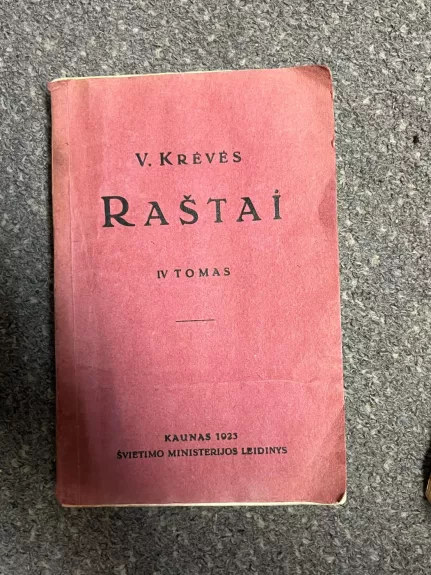 V. KRĖVĖS
RAŠTAI
IV TOMAS
KAUNAS 1923
ŠVIETIMO MINISTERIJOS LEIDINYS